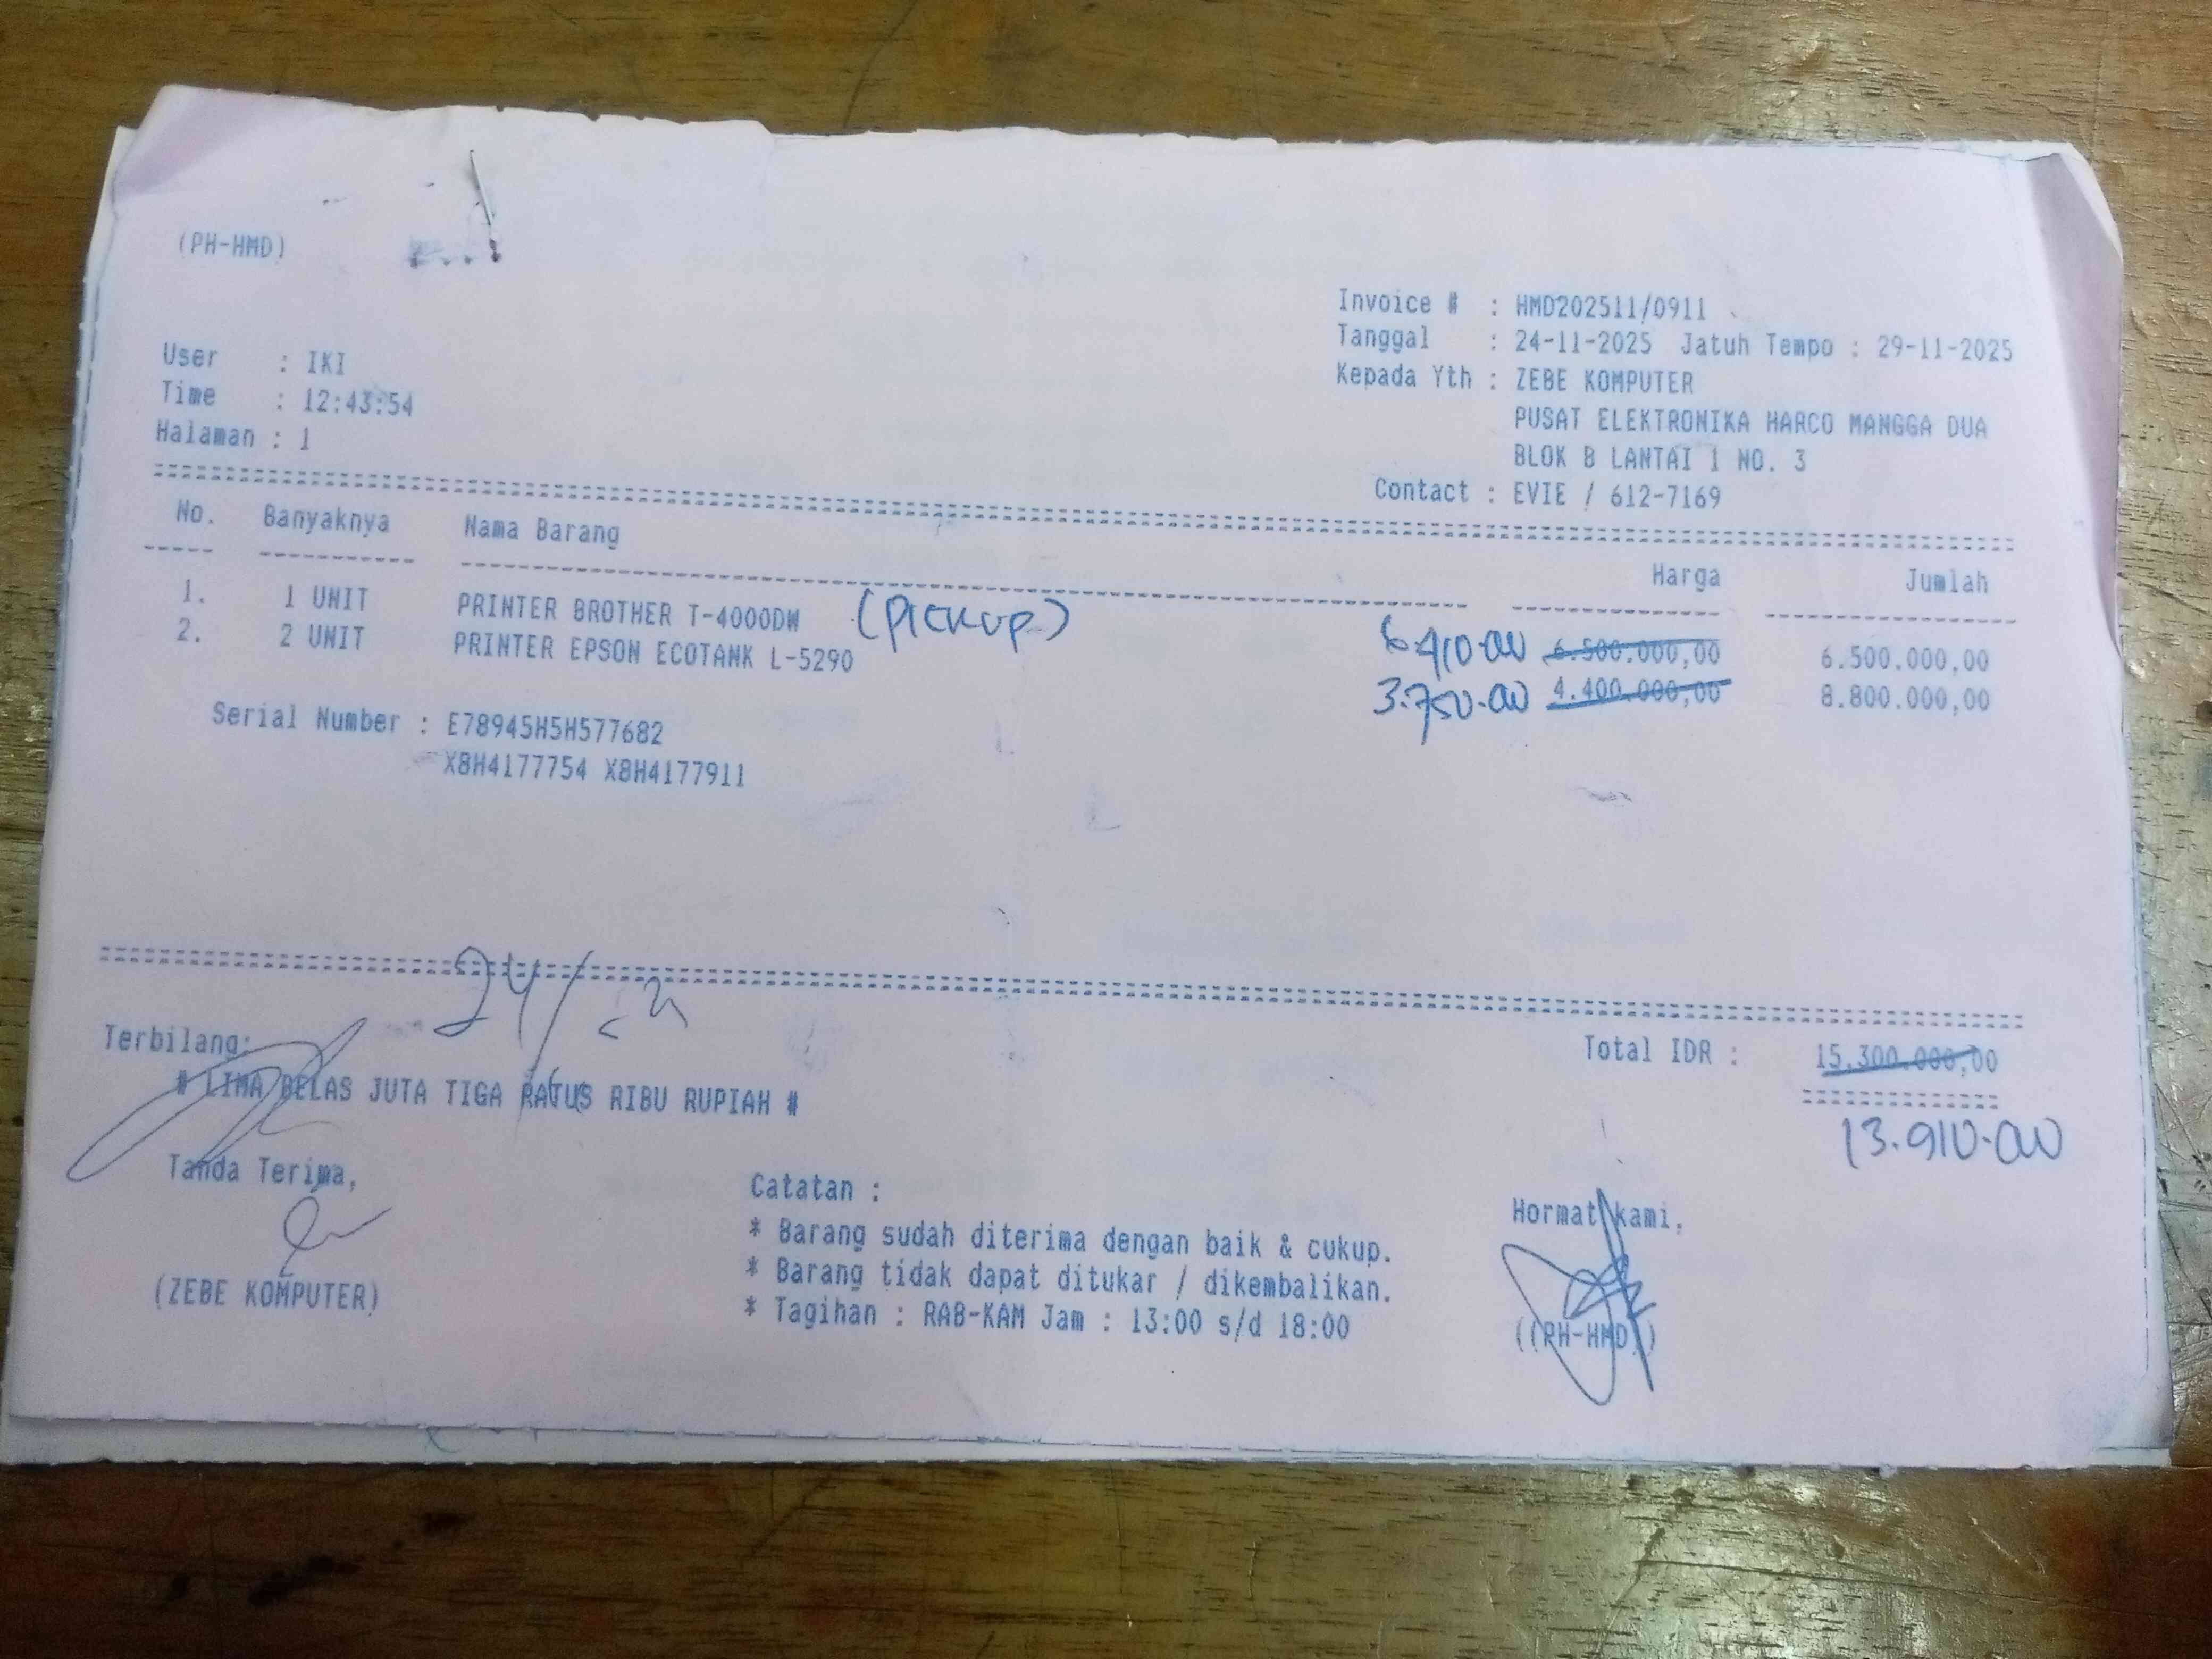 (PH-HMD)
Invoice # : HMD202511/0911
Tanggal : 24-11-2025 Jatuh Tempo : 29-11-2025
Kepada Yth : ZEBE KOMPUTER
PUSAT ELEKTRONIKA HARCO MANGGA DUA
BLOK B LANTAI 1 NO. 3
Contact : EVIE / 612-7169
User : IKI
Time : 12:43:54
Halaman : 1
No. Banyaknya Nama Barang Harga Jumlah
1. 1 UNIT PRINTER BROTHER T-4000DW (PICKUP) 6.410.00 6.500.000,00 6.500.000,00
2. 2 UNIT PRINTER EPSON ECOTANK L-5290 3.750.00 4.400.000,00 8.800.000,00
Serial Number : E78945H5H577682
X8H4177754 X8H4177911
24/
Terbilang:
# LIMA BELAS JUTA TIGA RATUS RIBU RUPIAH #
Total IDR : 15.300.000,00
13.910.00
Tanda Terima,
(ZEBE KOMPUTER)
Catatan :
* Barang sudah diterima dengan baik & cukup.
* Barang tidak dapat ditukar / dikembalikan.
* Tagihan : RAB-KAM Jam : 13:00 s/d 18:00
Hormat kami,
((PH-HMD))